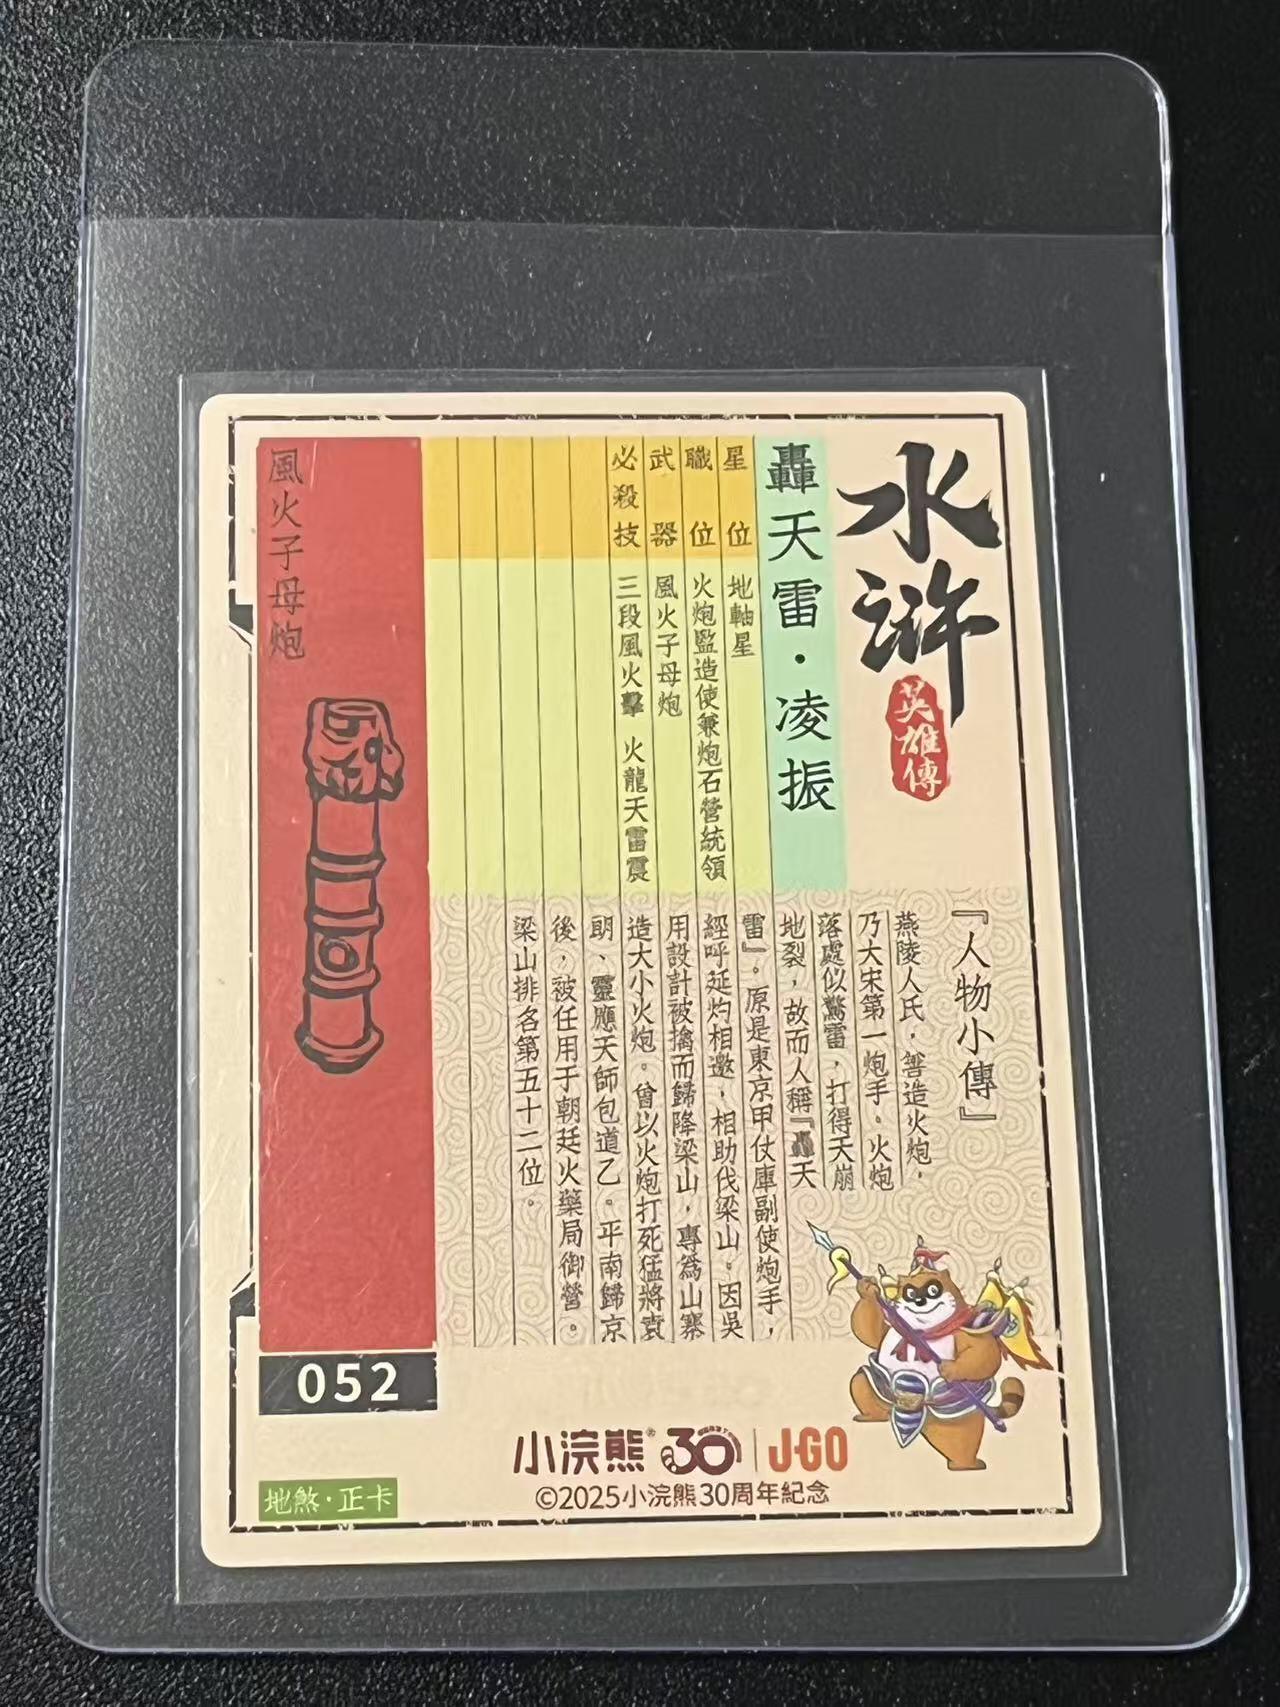 水滸
英雄傳
轟天雷·凌振
星位 地軸星
職位 火炮監造使兼炮石營統領
武器 風火子母炮
必殺技 三段風火擊 火龍天雷震
風火子母炮
『人物小傳』
燕陵人氏，善造火炮，
乃大宋第一炮手。火炮
落處似驚雷，打得天崩
地裂，故而人稱『轟天
雷』。原是東京甲仗庫副使炮手，
經呼延灼相邀，相助伐梁山。因吳
用設計被擒而歸降梁山，專為山寨
造大小火炮。曾以火炮打死猛將袁
朗、靈應天師包道乙。平南歸京
後，被任用于朝廷火藥局御營。
梁山排名第五十二位。
052
小浣熊® 30 J·GO
©2025小浣熊30周年紀念
地煞·正卡